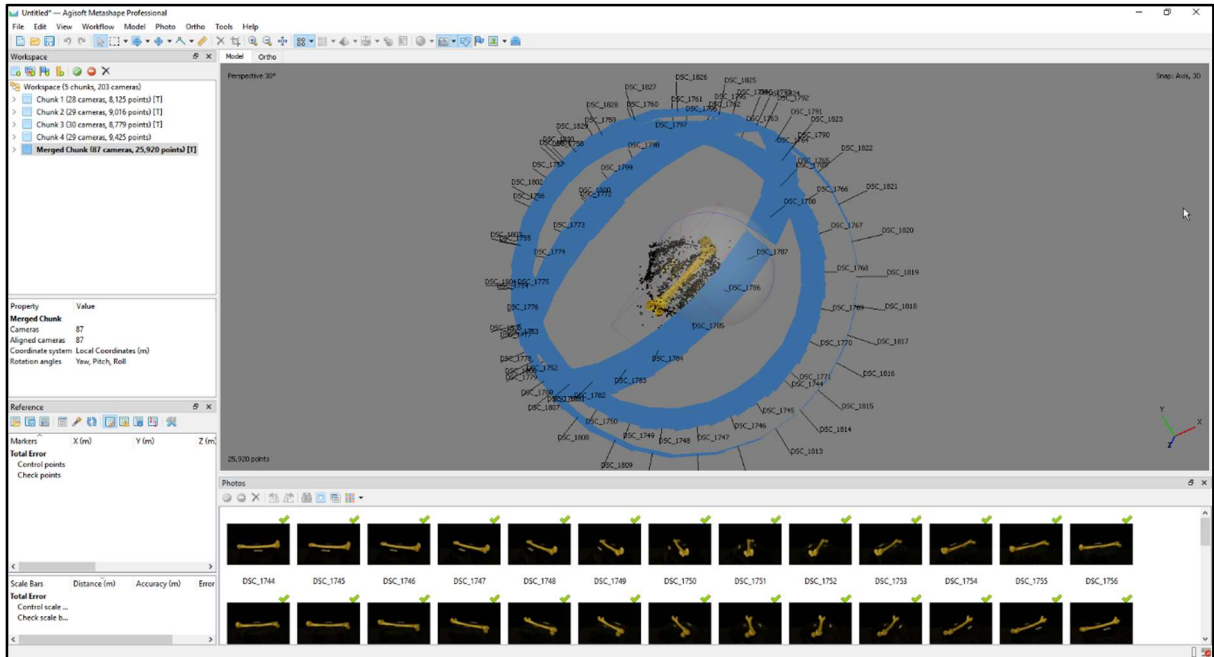 Untitled* — Agisoft Metashape Professional
File Edit View Workflow Model Photo Ortho Tools Help
Workspace
Workspace (5 chunks, 203 cameras)
Chunk 1 (28 cameras, 8,125 points) [T]
Chunk 2 (29 cameras, 9,016 points) [T]
Chunk 3 (30 cameras, 8,779 points) [T]
Chunk 4 (29 cameras, 9,425 points)
Merged Chunk (87 cameras, 25,920 points) [T]
Property Value
Merged Chunk
Cameras 87
Aligned cameras 87
Coordinate system Local Coordinates (m)
Rotation angles Yaw, Pitch, Roll
Reference
Markers X (m) Y (m) Z (m)
Total Error
Control points
Check points
Scale Bars Distance (m) Accuracy (m) Error
Total Error
Control scale ...
Check scale b...
Model Ortho
Perspective 30°
Snap: Axis, 3D
DSC_1826
DSC_1825
DSC_1827
DSC_1761
DSC_1792
DSC_1828
DSC_1760
DSC_1762
DSC_1791
DSC_1759
DSC_1797
DSC_1763
DSC_1823
DSC_1829
DSC_1790
DSC_1798
DSC_1822
DSC_1799
DSC_1802
DSC_1766
DSC_1821
DSC_1756
DSC_1788
DSC_1773
DSC_1767
DSC_1820
DSC_1774
DSC_1787
DSC_1768
DSC_1819
DSC_1775
DSC_1786
DSC_1776
DSC_1769
DSC_1818
DSC_1785
DSC_1770
DSC_1817
DSC_1784
DSC_1752
DSC_1771
DSC_1816
DSC_1779
DSC_1783
DSC_1744
DSC_1782
DSC_1815
DSC_1807
DSC_1745
DSC_1750
DSC_1746
DSC_1814
DSC_1808
DSC_1749
DSC_1748
DSC_1747
DSC_1813
DSC_1809
Y
X
Z
25,920 points
Photos
DSC_1744 DSC_1745 DSC_1746 DSC_1747 DSC_1748 DSC_1749 DSC_1750 DSC_1751 DSC_1752 DSC_1753 DSC_1754 DSC_1755 DSC_1756